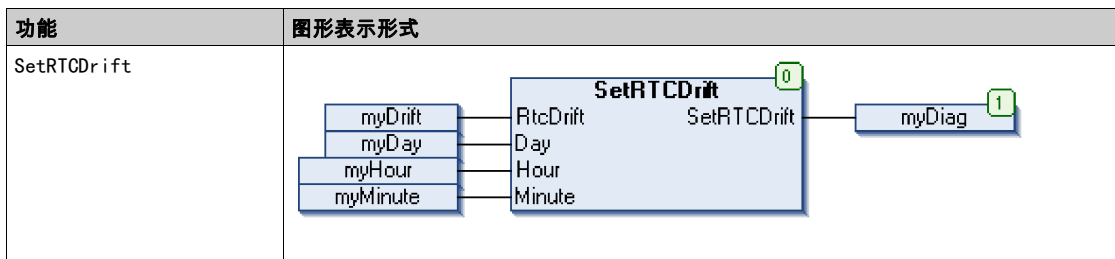 功能 图形表示形式
SetRTCDrift
0
SetRTCDrift
myDrift RtcDrift SetRTCDrift myDiag 1
myDay Day
myHour Hour
myMinute Minute